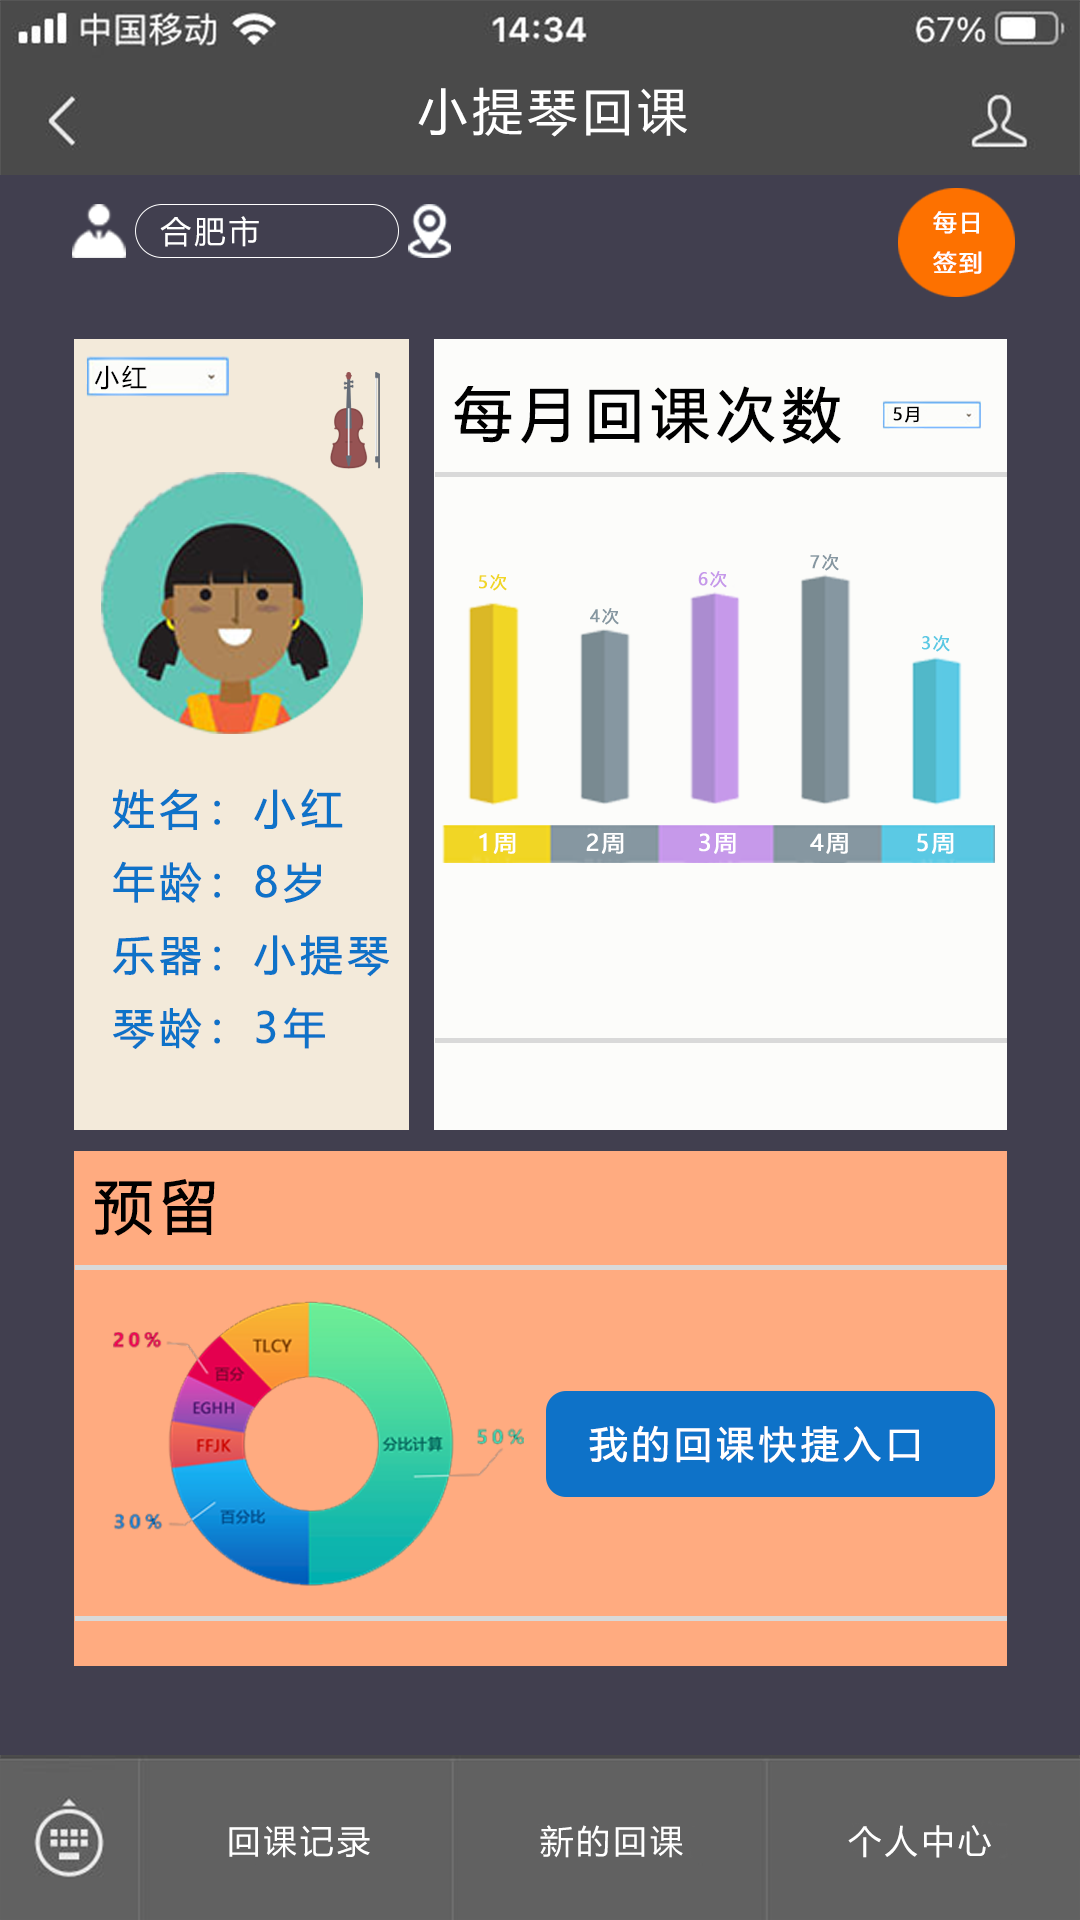 中国移动
14:34
67%
小提琴回课
合肥市
每日
签到
小红
姓名：小红
年龄：8岁
乐器：小提琴
琴龄：3年
每月回课次数
5月
5次
4次
6次
7次
3次
1周
2周
3周
4周
5周
预留
20%
TLCY
百分
EGHH
FFJK
分比计算
50%
30%
百分比
我的回课快捷入口
回课记录
新的回课
个人中心